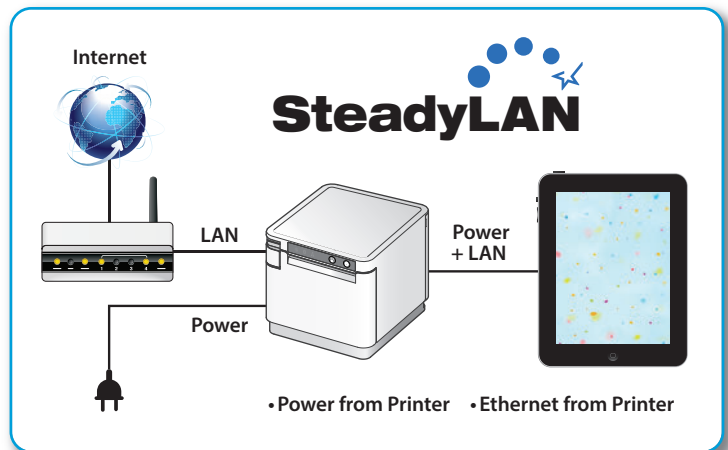 Internet
SteadyLAN
LAN
Power
+ LAN
Power
• Power from Printer • Ethernet from Printer